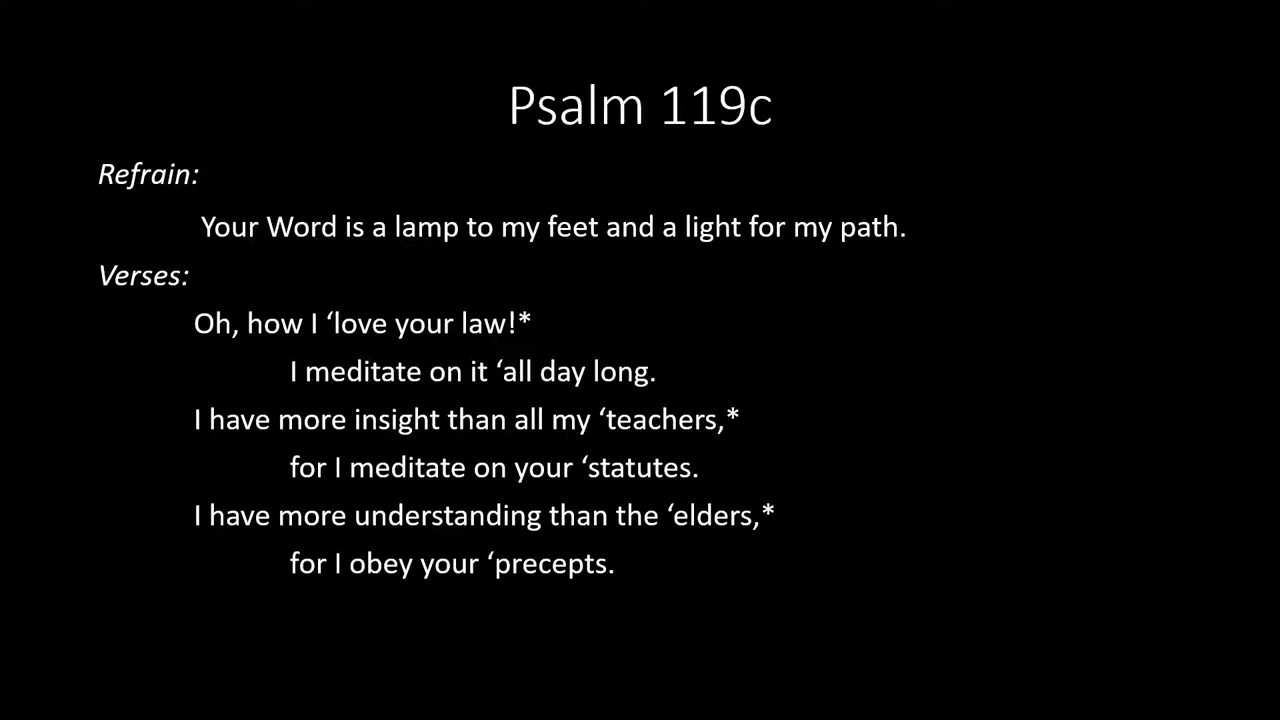 Psalm 119c
Refrain:
Your Word is a lamp to my feet and a light for my path.
Verses:
Oh, how I ‘love your law!*
I meditate on it ‘all day long.
I have more insight than all my ‘teachers,*
for I meditate on your ‘statutes.
I have more understanding than the ‘elders,*
for I obey your ‘precepts.